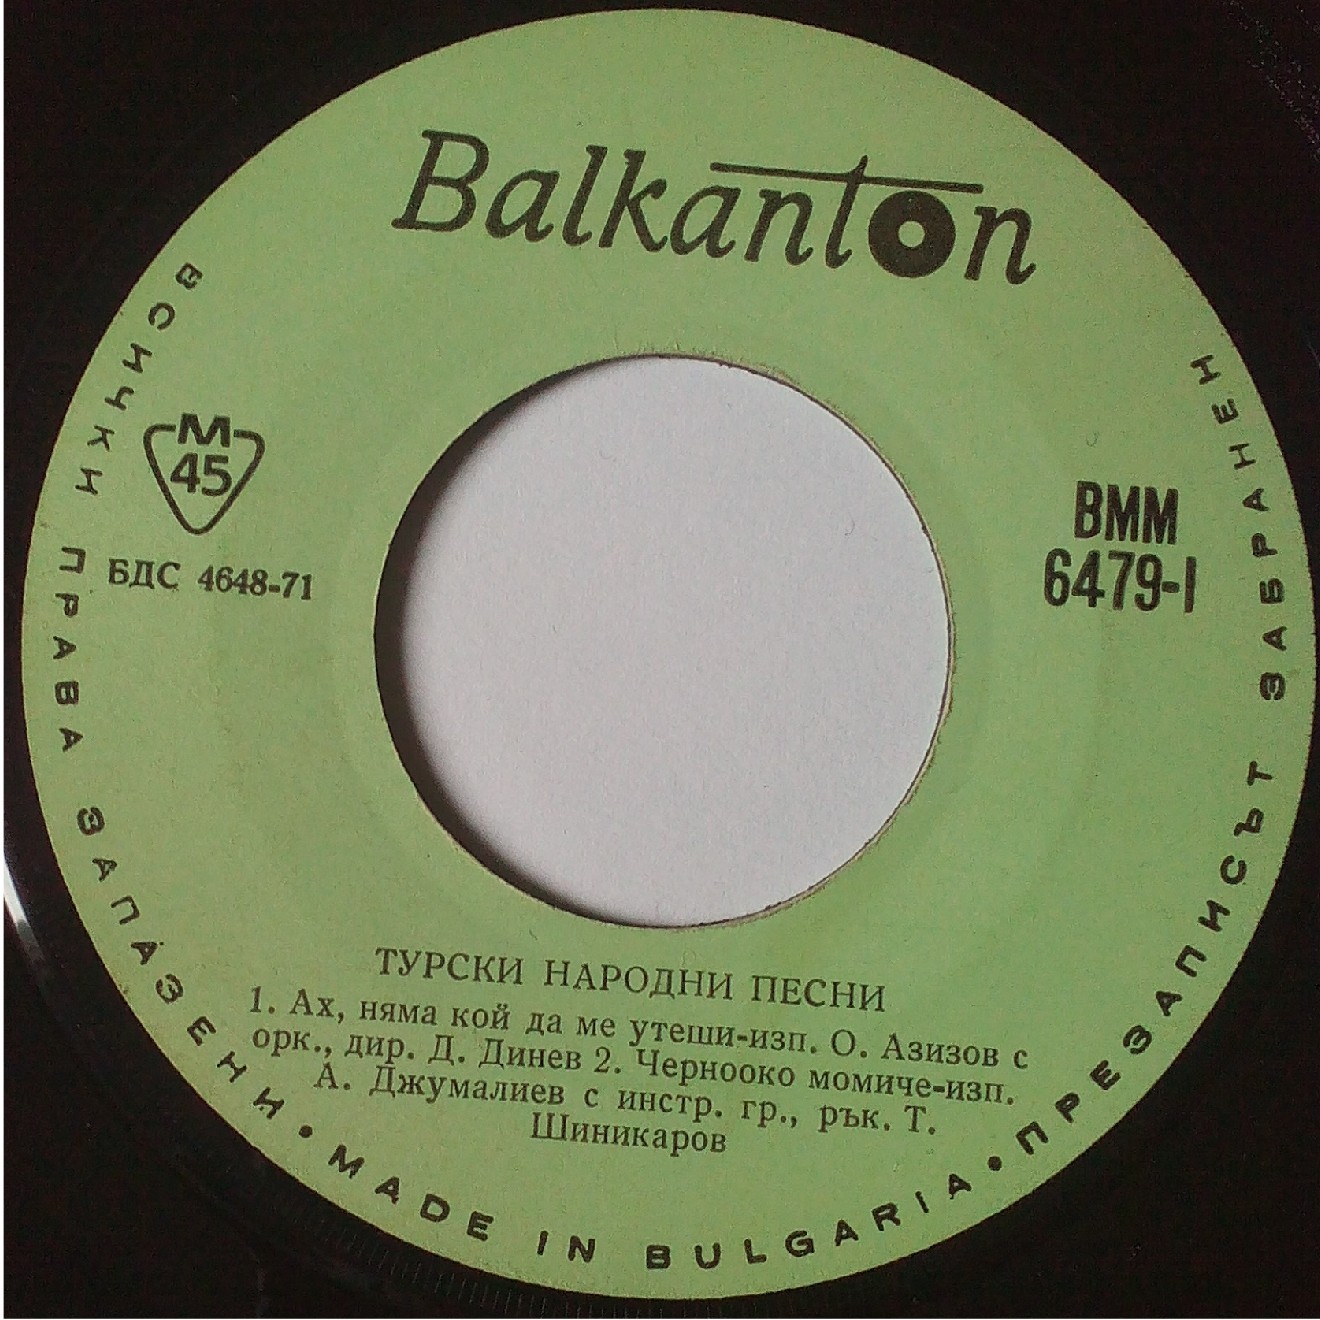 Balkanton
M
45
БДС 4648-71
ВММ
6479-I
ТУРСКИ НАРОДНИ ПЕСНИ
1. Ах, няма кой да ме утеши-изп. О. Азизов с
орк., дир. Д. Динев 2. Чернооко момиче-изп.
А. Джумалиев с инстр. гр., рък. Т.
Шиникаров
ВСИЧКИ ПРАВА ЗАПАЗЕНИ • MADE IN BULGARIA • ПРЕЗАПИСЪТ ЗАБРАНЕН